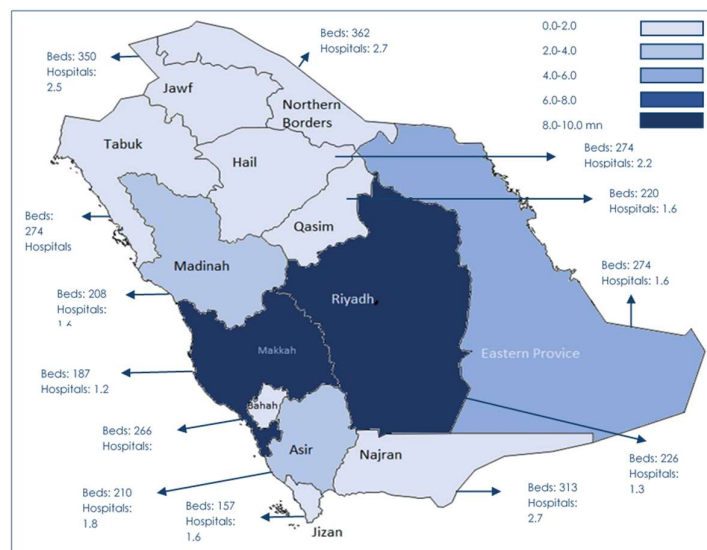 0.0-2.0
2.0-4.0
4.0-6.0
6.0-8.0
8.0-10.0 mn
Beds: 362
Hospitals: 2.7
Beds: 350
Hospitals:
2.5
Jawf
Northern
Borders
Tabuk
Hail
Beds: 274
Hospitals: 2.2
Beds: 220
Hospitals: 1.6
Beds:
274
Hospitals
Qasim
Madinah
Beds: 274
Hospitals: 1.6
Beds: 208
Hospitals:
1.6
Riyadh
Makkah
Eastern Provice
Beds: 187
Hospitals: 1.2
Bahah
Beds: 266
Hospitals:
Asir
Najran
Beds: 226
Hospitals:
1.3
Beds: 210
Hospitals:
1.8
Beds: 157
Hospitals:
1.6
Beds: 313
Hospitals:
2.7
Jizan